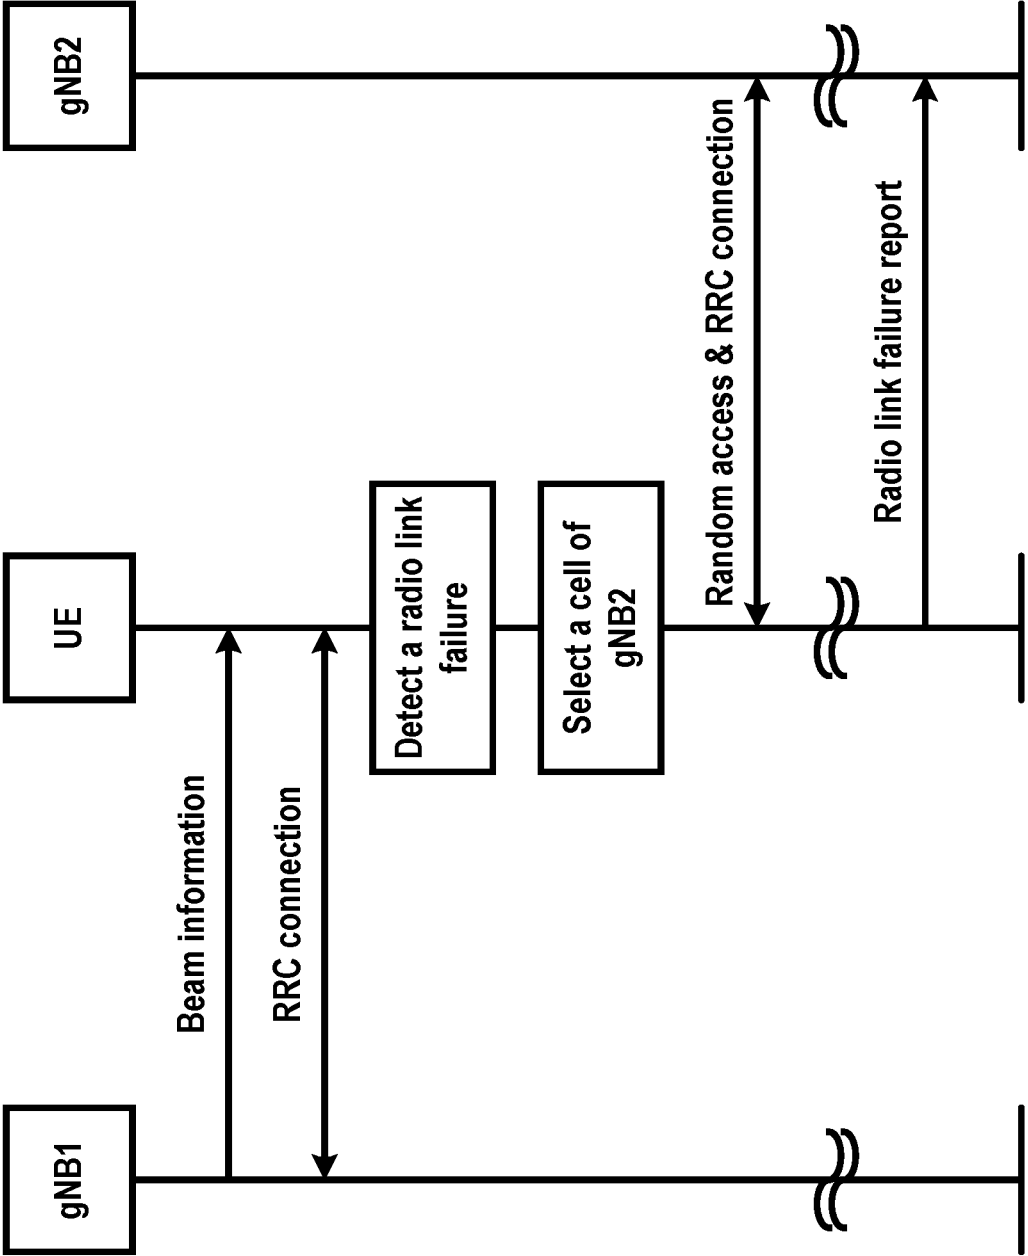 gNB1
UE
gNB2
Beam information
RRC connection
Detect a radio link
failure
Select a cell of
gNB2
Random access & RRC connection
Radio link failure report